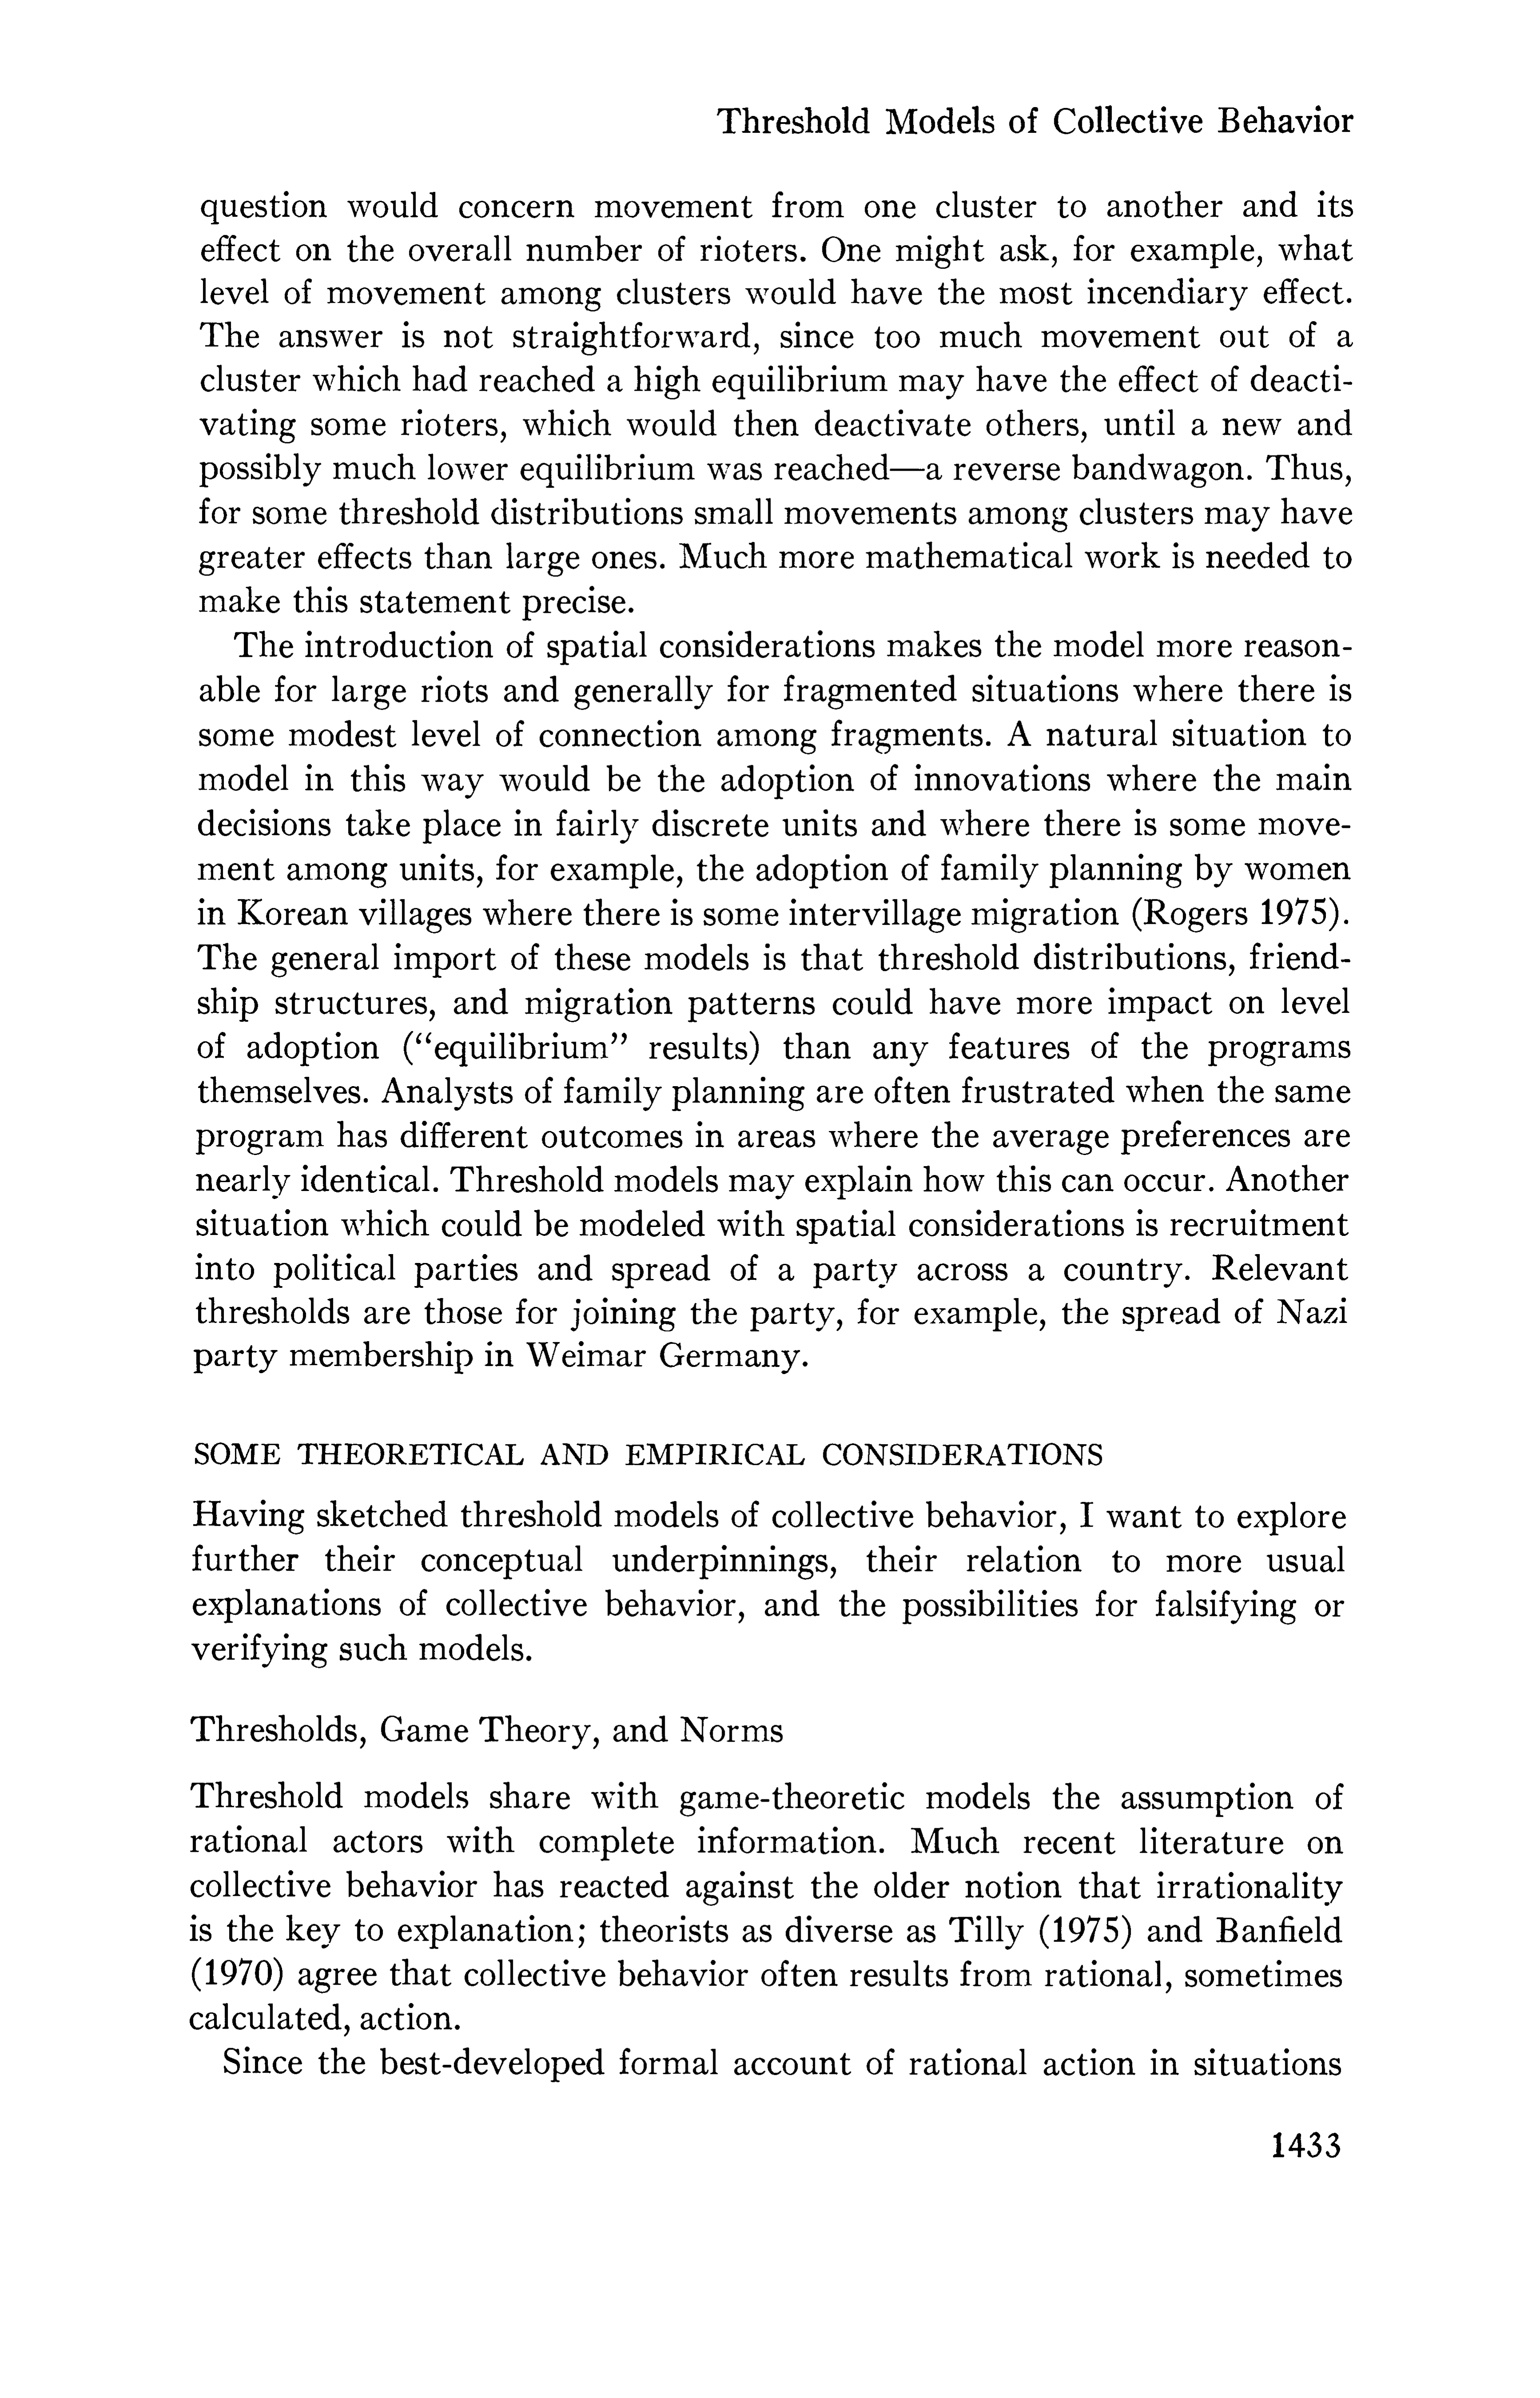 Threshold Models of Collective Behavior
question would concern movement from one cluster to another and its
effect on the overall number of rioters. One might ask, for example, what
level of movement among clusters would have the most incendiary effect.
The answer is not straightforward, since too much movement out of a
cluster which had reached a high equilibrium may have the effect of deacti-
vating some rioters, which would then deactivate others, until a new and
possibly much lower equilibrium was reached—a reverse bandwagon. Thus,
for some threshold distributions small movements among clusters may have
greater effects than large ones. Much more mathematical work is needed to
make this statement precise.
The introduction of spatial considerations makes the model more reason-
able for large riots and generally for fragmented situations where there is
some modest level of connection among fragments. A natural situation to
model in this way would be the adoption of innovations where the main
decisions take place in fairly discrete units and where there is some move-
ment among units, for example, the adoption of family planning by women
in Korean villages where there is some intervillage migration (Rogers 1975).
The general import of these models is that threshold distributions, friend-
ship structures, and migration patterns could have more impact on level
of adoption (“equilibrium” results) than any features of the programs
themselves. Analysts of family planning are often frustrated when the same
program has different outcomes in areas where the average preferences are
nearly identical. Threshold models may explain how this can occur. Another
situation which could be modeled with spatial considerations is recruitment
into political parties and spread of a party across a country. Relevant
thresholds are those for joining the party, for example, the spread of Nazi
party membership in Weimar Germany.
SOME THEORETICAL AND EMPIRICAL CONSIDERATIONS
Having sketched threshold models of collective behavior, I want to explore
further their conceptual underpinnings, their relation to more usual
explanations of collective behavior, and the possibilities for falsifying or
verifying such models.
Thresholds, Game Theory, and Norms
Threshold models share with game-theoretic models the assumption of
rational actors with complete information. Much recent literature on
collective behavior has reacted against the older notion that irrationality
is the key to explanation; theorists as diverse as Tilly (1975) and Banfield
(1970) agree that collective behavior often results from rational, sometimes
calculated, action.
Since the best-developed formal account of rational action in situations
1433